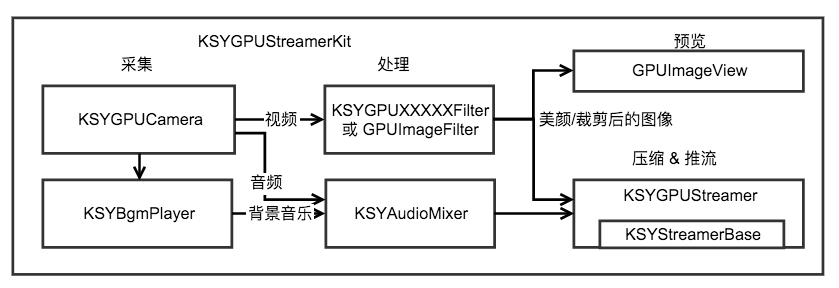 KSYGPUStreamerKit
采集
处理
预览
KSYGPUCamera
视频
KSYGPUXXXXXFilter
或 GPUImageFilter
GPUImageView
美颜/裁剪后的图像
音频
压缩 & 推流
KSYBgmPlayer
背景音乐
KSYAudioMixer
KSYGPUStreamer
KSYStreamerBase